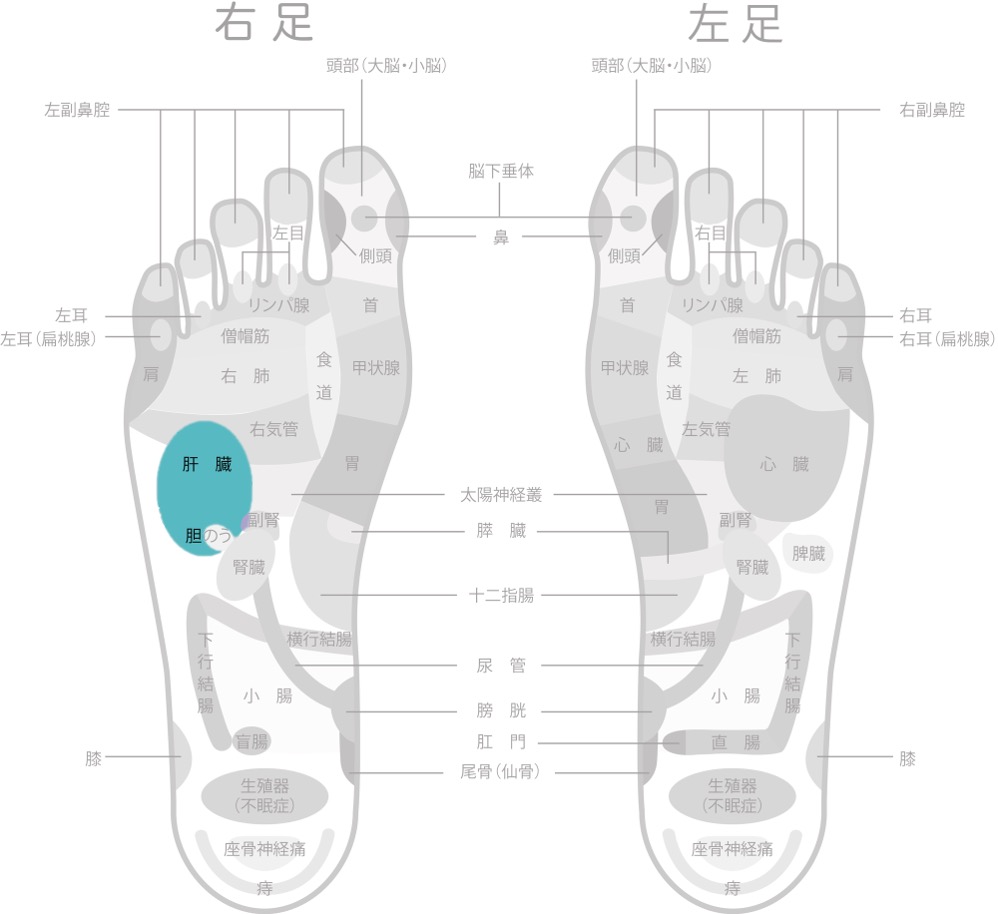 右足
左足
頭部（大脳・小脳）
頭部（大脳・小脳）
左副鼻腔
右副鼻腔
脳下垂体
左目
右目
鼻
側頭
側頭
リンパ腺
首
首
リンパ腺
左耳
右耳
左耳（扁桃腺）
右耳（扁桃腺）
僧帽筋
僧帽筋
肩
右 肺
食道
甲状腺
甲状腺
食道
左 肺
肩
右気管
左気管
心 臓
肝 臓
胃
心 臓
太陽神経叢
胃
副腎
副腎
胆のう
膵 臓
脾臓
腎臓
腎臓
十二指腸
横行結腸
横行結腸
下行結腸
下行結腸
尿 管
小 腸
小 腸
膀 胱
盲腸
肛 門
直 腸
膝
膝
尾骨（仙骨）
生殖器
（不眠症）
生殖器
（不眠症）
座骨神経痛
座骨神経痛
痔
痔